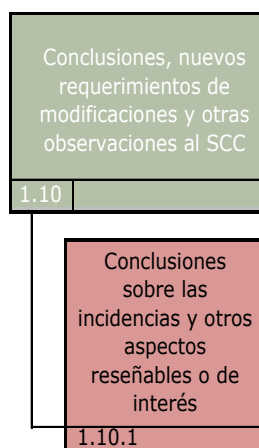 Conclusiones, nuevos
requerimientos de
modificaciones y otras
observaciones al SCC
1.10
Conclusiones
sobre las
incidencias y otros
aspectos
reseñables o de
interés
1.10.1